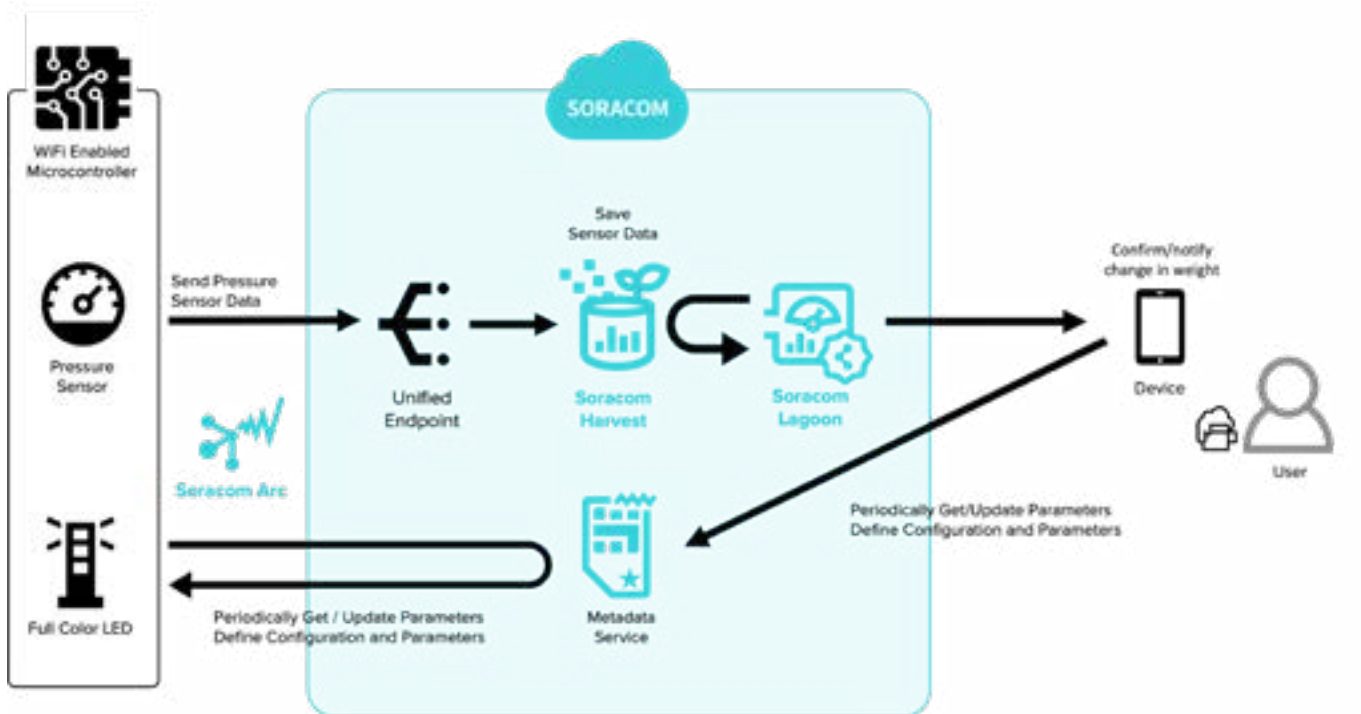 SORACOM
WiFi Enabled
Microcontroller
Save
Sensor Data
Confirm/notify
change in weight
Send Pressure
Sensor Data
Pressure
Sensor
Unified
Endpoint
Soracom
Harvest
Soracom
Lagoon
Device
User
Seracom Arc
Periodically Get/Update Parameters
Define Configuration and Parameters
Full Color LED
Periodically Get / Update Parameters
Define Configuration and Parameters
Metadada
Service